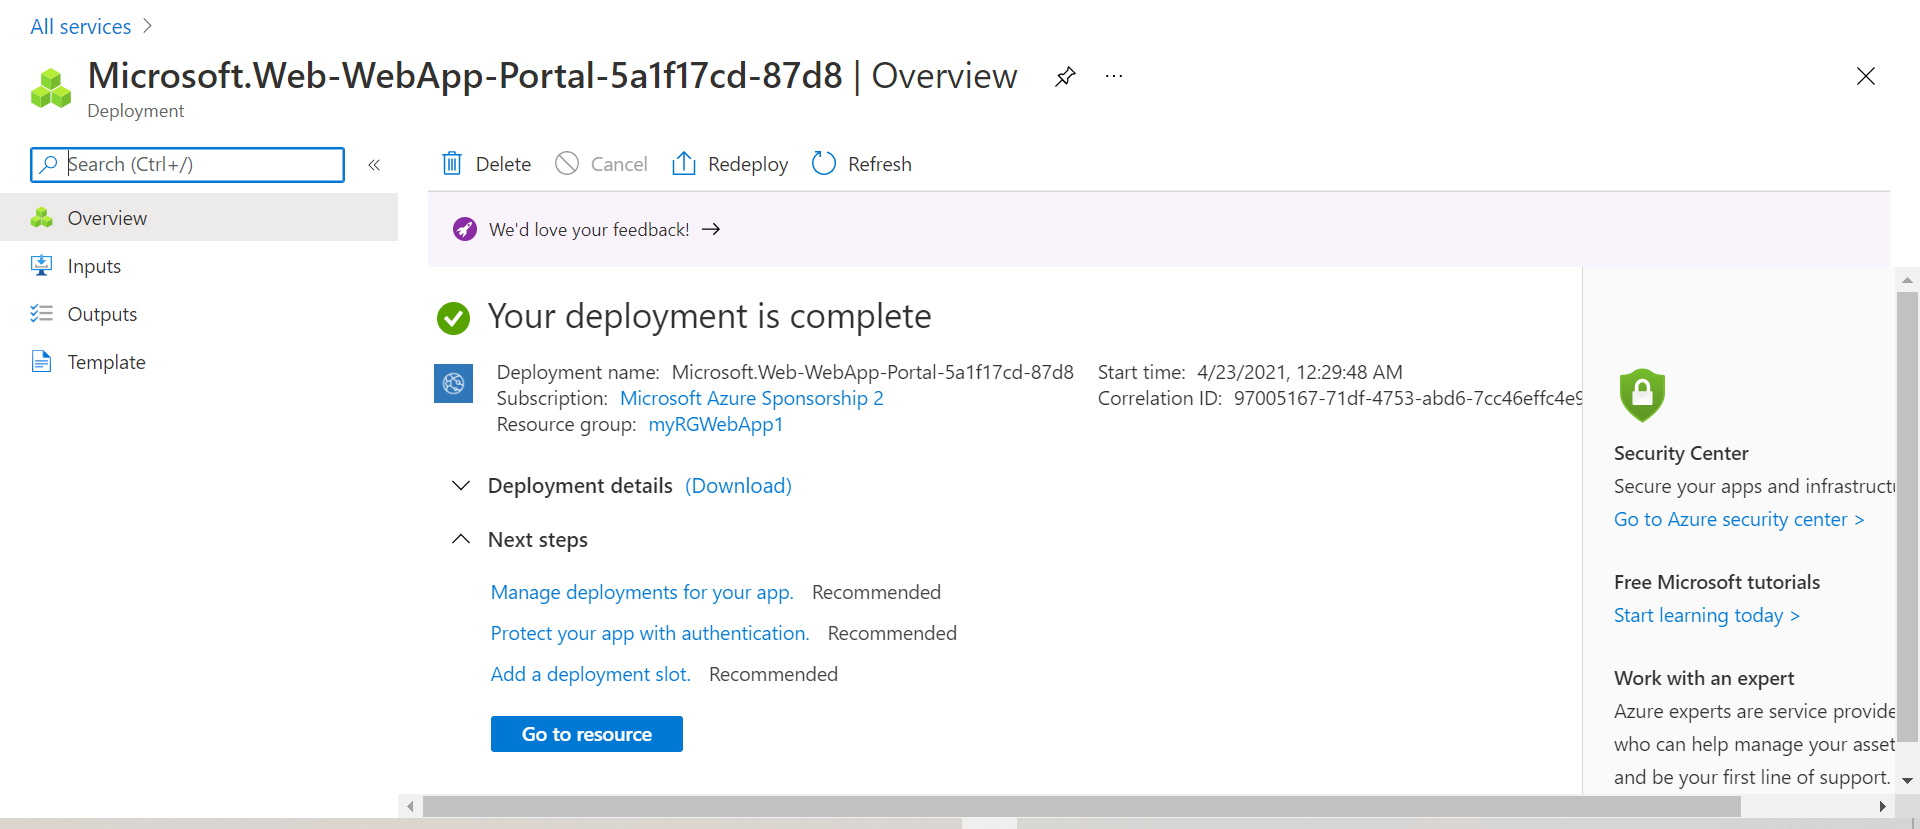 All services
Microsoft.Web-WebApp-Portal-5a1f17cd-87d8 | Overview
Deployment
Search (Ctrl+/)
Delete
Cancel
Redeploy
Refresh
Overview
Inputs
Outputs
Template
We'd love your feedback!
Your deployment is complete
Deployment name: Microsoft.Web-WebApp-Portal-5a1f17cd-87d8
Subscription: Microsoft Azure Sponsorship 2
Resource group: myRGWebApp1
Start time: 4/23/2021, 12:29:48 AM
Correlation ID: 97005167-71df-4753-abd6-7cc46effc4e9
Deployment details (Download)
Next steps
Manage deployments for your app. Recommended
Protect your app with authentication. Recommended
Add a deployment slot. Recommended
Go to resource
Security Center
Secure your apps and infrastructu
Go to Azure security center >
Free Microsoft tutorials
Start learning today >
Work with an expert
Azure experts are service provide
who can help manage your asset
and be your first line of support.